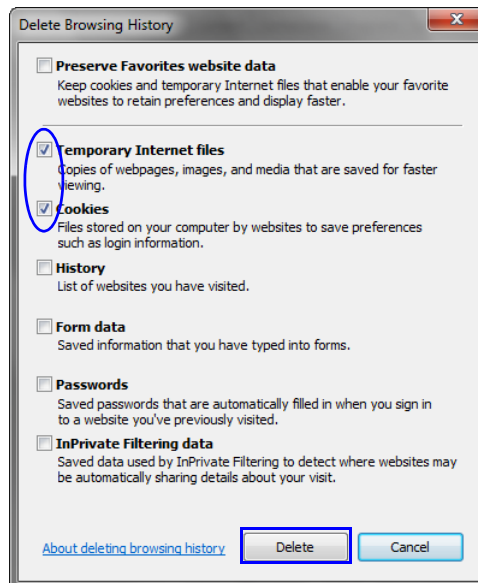 Delete Browsing History
Preserve Favorites website data
Keep cookies and temporary Internet files that enable your favorite
websites to retain preferences and display faster.
Temporary Internet files
Copies of webpages, images, and media that are saved for faster
viewing.
Cookies
Files stored on your computer by websites to save preferences
such as login information.
History
List of websites you have visited.
Form data
Saved information that you have typed into forms.
Passwords
Saved passwords that are automatically filled in when you sign in
to a website you've previously visited.
InPrivate Filtering data
Saved data used by InPrivate Filtering to detect where websites may
be automatically sharing details about your visit.
About deleting browsing history Delete Cancel